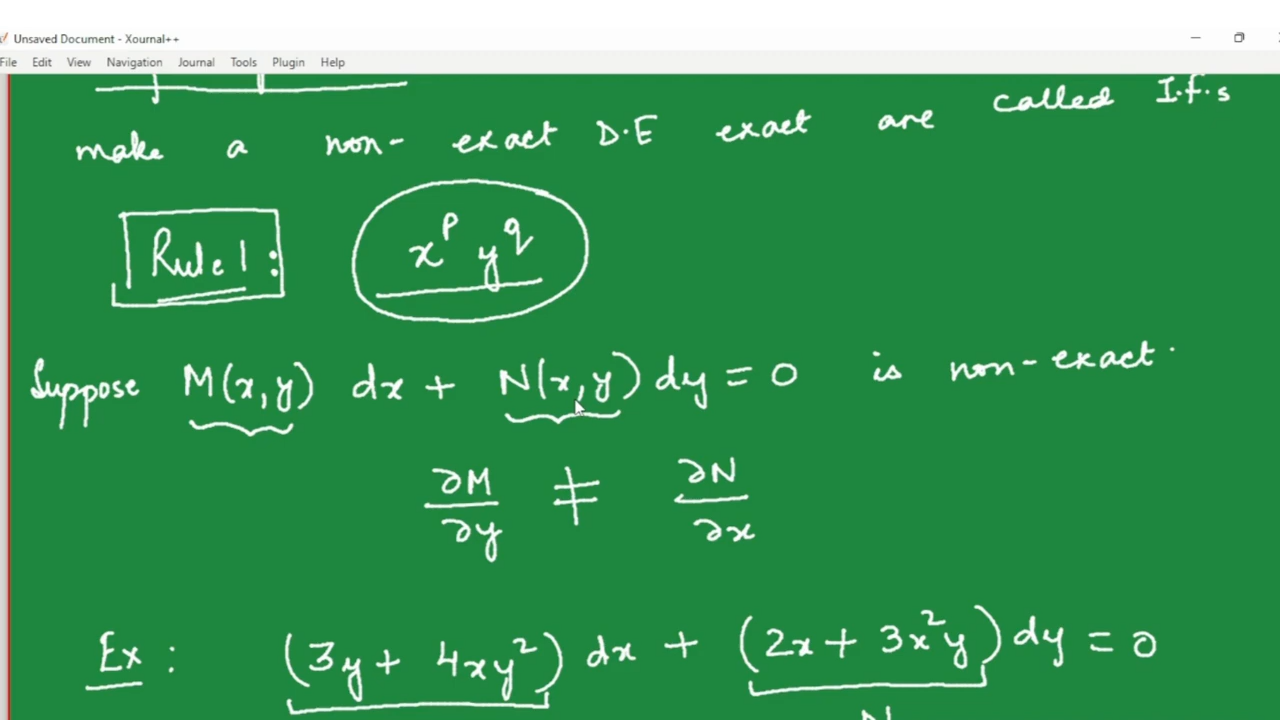 Unsaved Document - Xournal++
File Edit View Navigation Journal Tools Plugin Help
make a non-exact D.E exact are called I.f.s
Rule 1: x^p y^q
Suppose M(x,y) dx + N(x,y) dy = 0 is non-exact.
∂M/∂y ≠ ∂N/∂x
Ex: (3y + 4xy²) dx + (2x + 3x²y) dy = 0
N